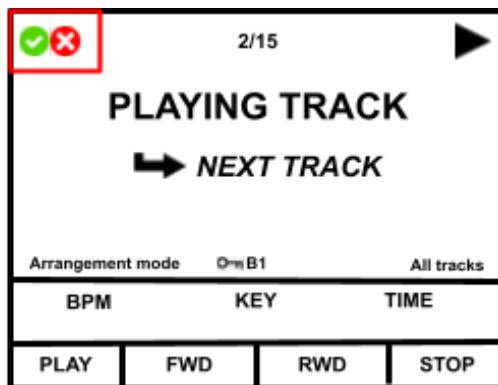 2/15
PLAYING TRACK
NEXT TRACK
Arrangement mode B1 All tracks
BPM KEY TIME
PLAY FWD RWD STOP